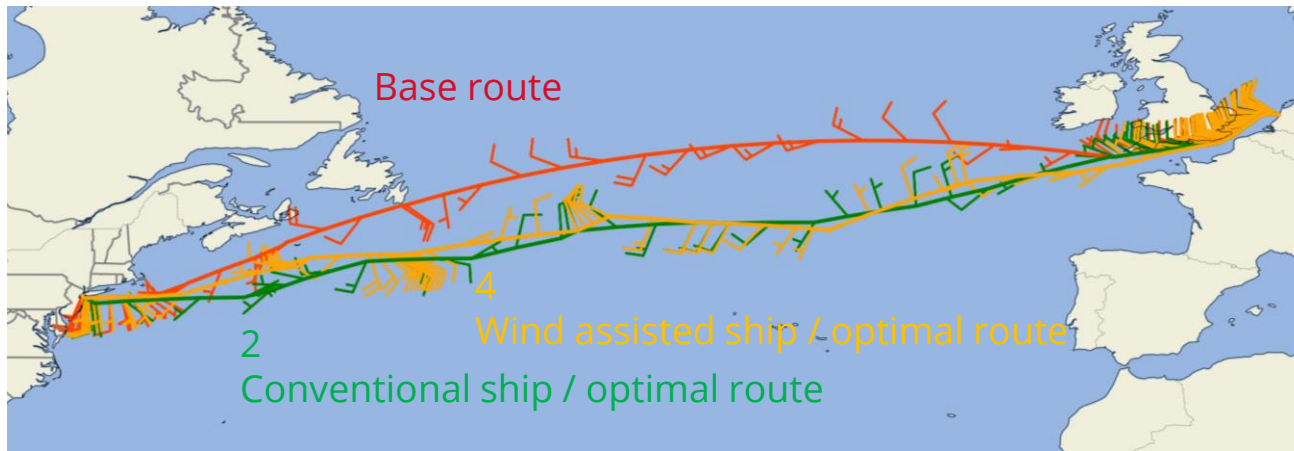 Base route
4
Wind assisted ship / optimal route
2
Conventional ship / optimal route